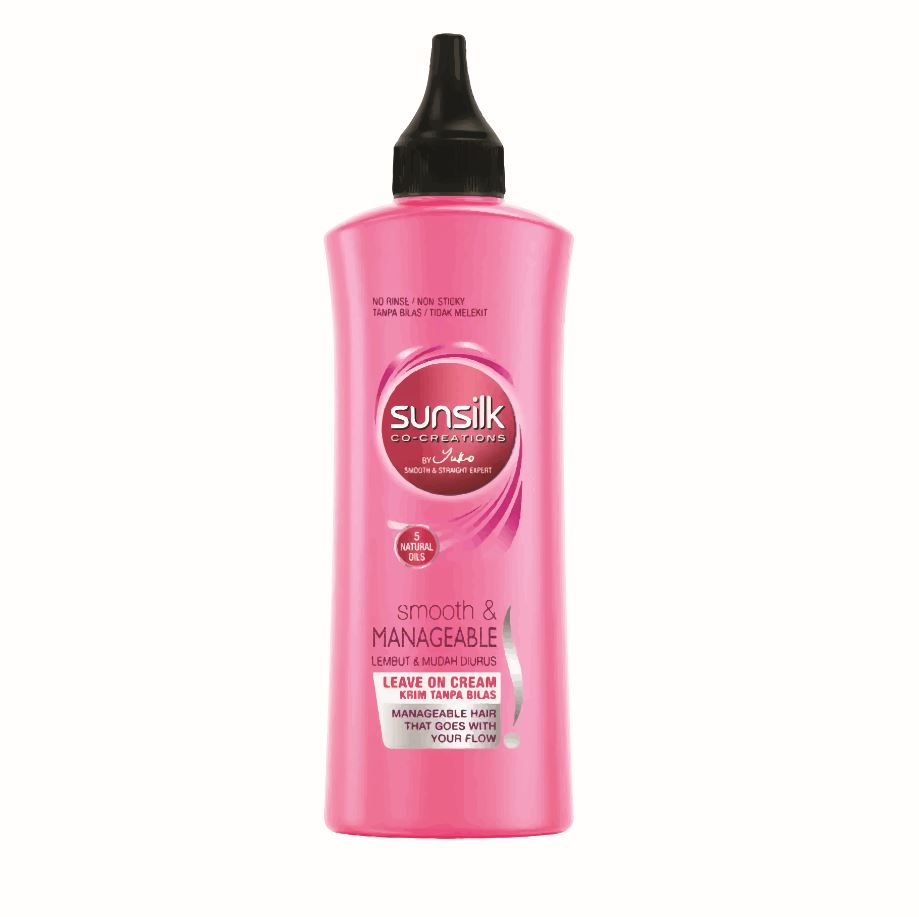 NO RINSE / NON STICKY
TANPA BILAS / TIDAK MELEKIT
sunsilk
CO-CREATIONS
BY Yuko
SMOOTH & STRAIGHT EXPERT
5
NATURAL
OILS
smooth &
MANAGEABLE
LEMBUT & MUDAH DIURUS
LEAVE ON CREAM
KRIM TANPA BILAS
MANAGEABLE HAIR
THAT GOES WITH
YOUR FLOW